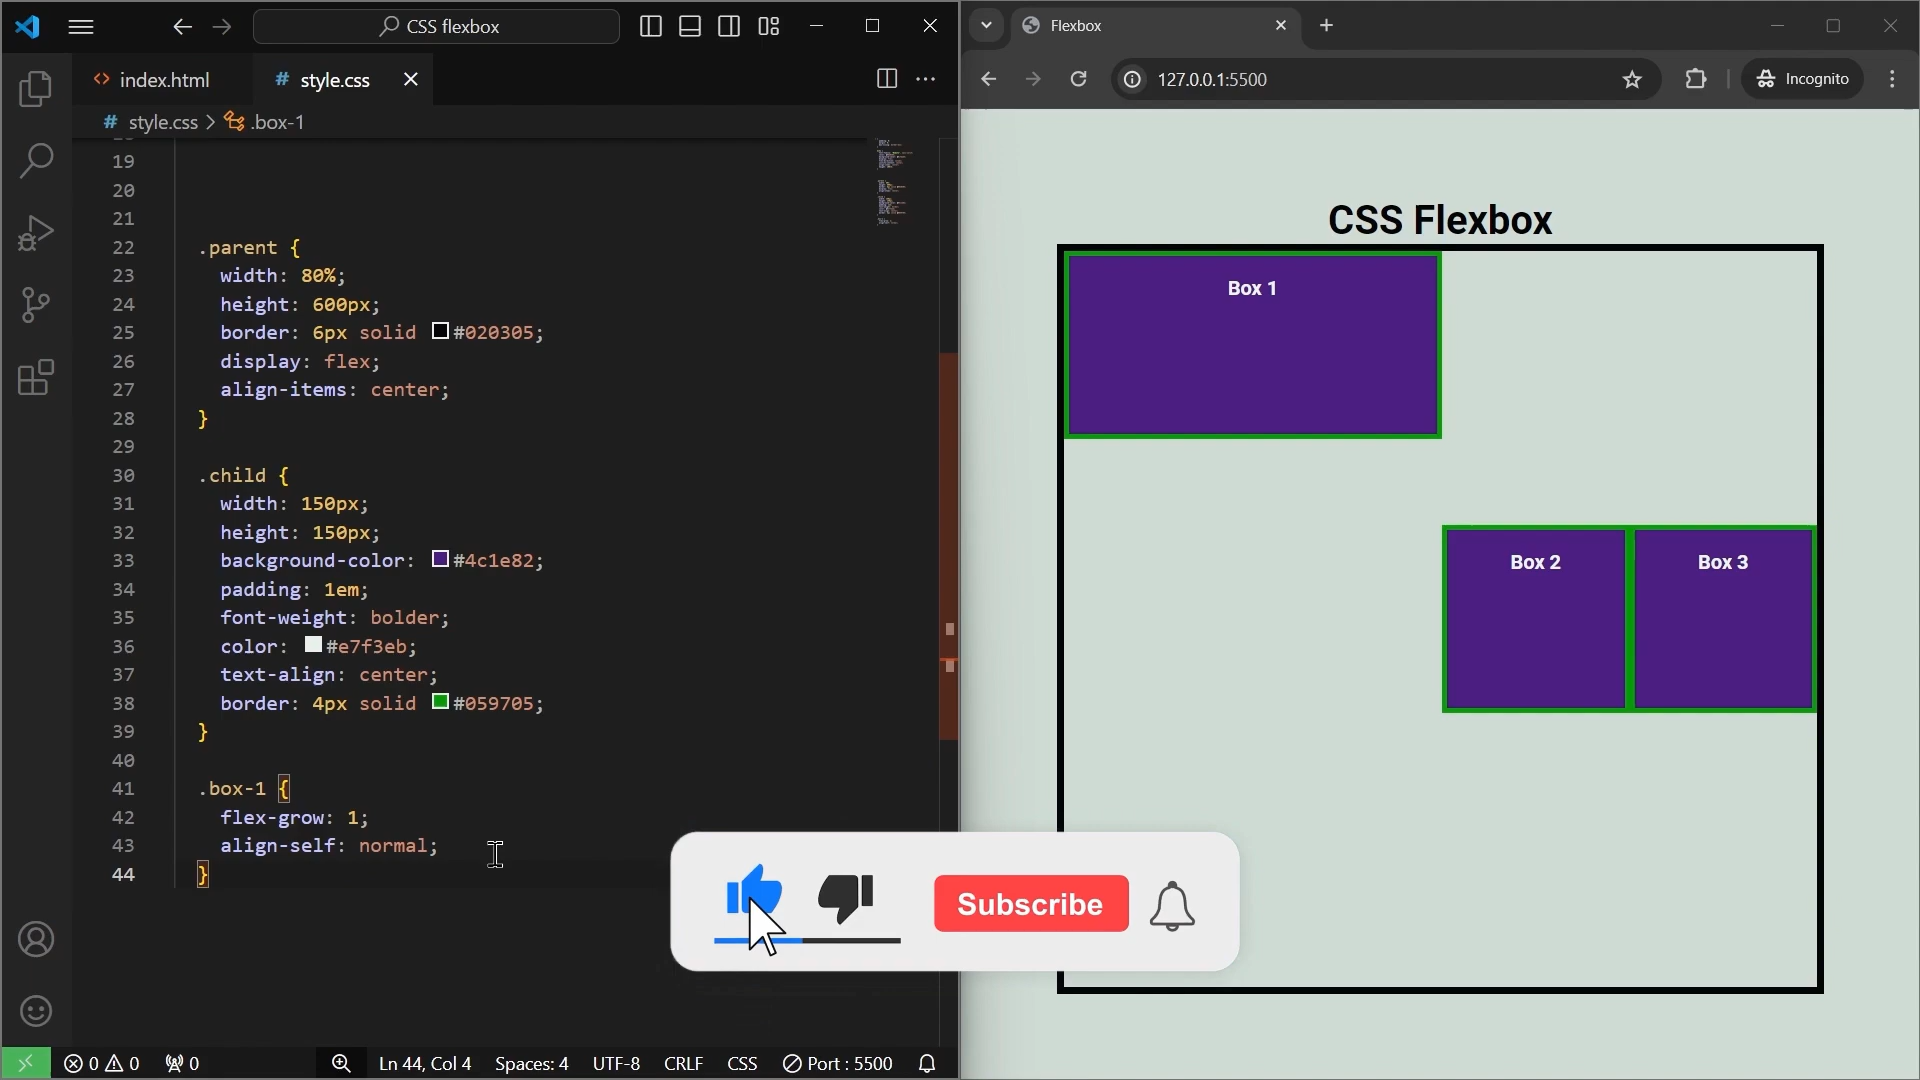 CSS flexbox
index.html
# style.css
# style.css > .box-1
19
20
21
22 .parent {
23 width: 80%;
24 height: 600px;
25 border: 6px solid #020305;
26 display: flex;
27 align-items: center;
28 }
29
30 .child {
31 width: 150px;
32 height: 150px;
33 background-color: #4c1e82;
34 padding: 1em;
35 font-weight: bolder;
36 color: #e7f3eb;
37 text-align: center;
38 border: 4px solid #059705;
39 }
40
41 .box-1 {
42 flex-grow: 1;
43 align-self: normal;
44 }
0 0 0 Ln 44, Col 4 Spaces: 4 UTF-8 CRLF CSS Port : 5500
Flexbox
127.0.0.1:5500
Incognito
CSS Flexbox
Box 1
Box 2
Box 3
Subscribe